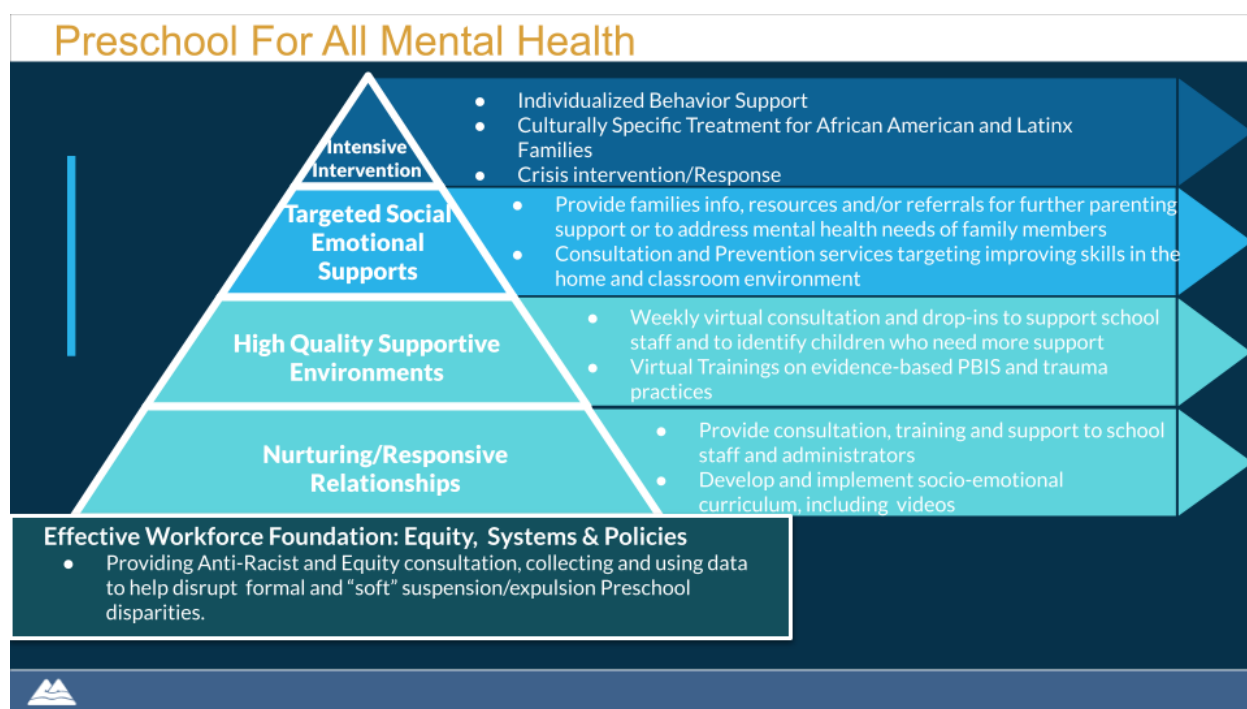 Preschool For All Mental Health
Intensive
Intervention
● Individualized Behavior Support
● Culturally Specific Treatment for African American and Latinx
Families
● Crisis intervention/Response
Targeted Social
Emotional
Supports
● Provide families info, resources and/or referrals for further parenting
support or to address mental health needs of family members
● Consultation and Prevention services targeting improving skills in the
home and classroom environment
High Quality Supportive
Environments
● Weekly virtual consultation and drop-ins to support school
staff and to identify children who need more support
● Virtual Trainings on evidence-based PBIS and trauma
practices
Nurturing/Responsive
Relationships
● Provide consultation, training and support to school
staff and administrators
● Develop and implement socio-emotional
curriculum, including videos
Effective Workforce Foundation: Equity, Systems & Policies
● Providing Anti-Racist and Equity consultation, collecting and using data
to help disrupt formal and “soft” suspension/expulsion Preschool
disparities.